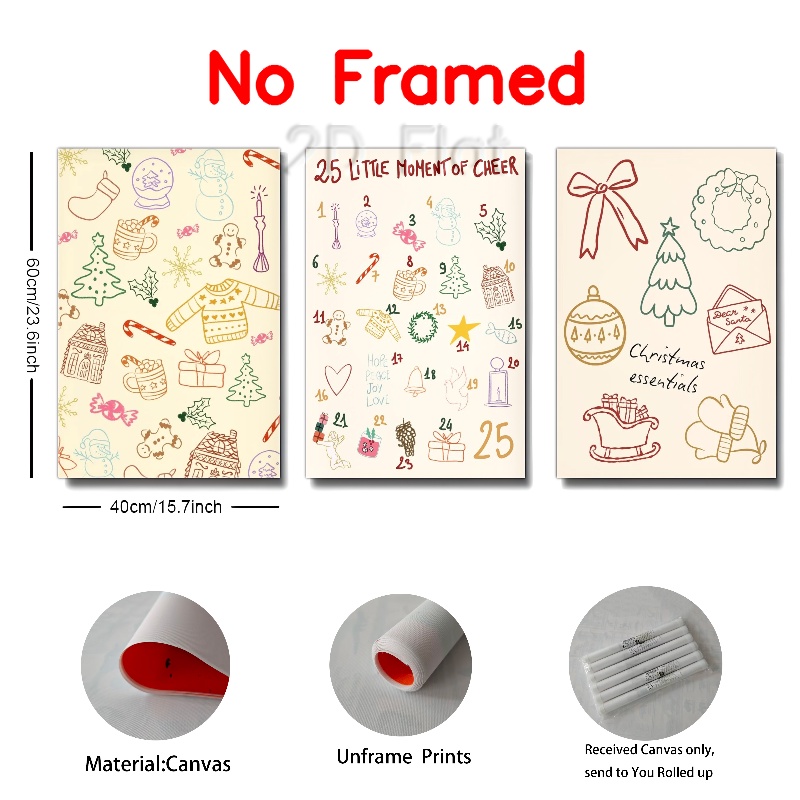 No Framed
2D Flat
60cm/23.6inch
40cm/15.7inch
25 LITTLE MOMENT OF CHEER
1
2
3
4
5
6
7
8
9
10
11
12
13
14
15
16
HOPE
PEACE
JOY
LOVE
17
18
19
20
21
22
23
24
25
Dear
Santa
Christmas
essentials
Material:Canvas
Unframe Prints
Received Canvas only,
send to You Rolled up